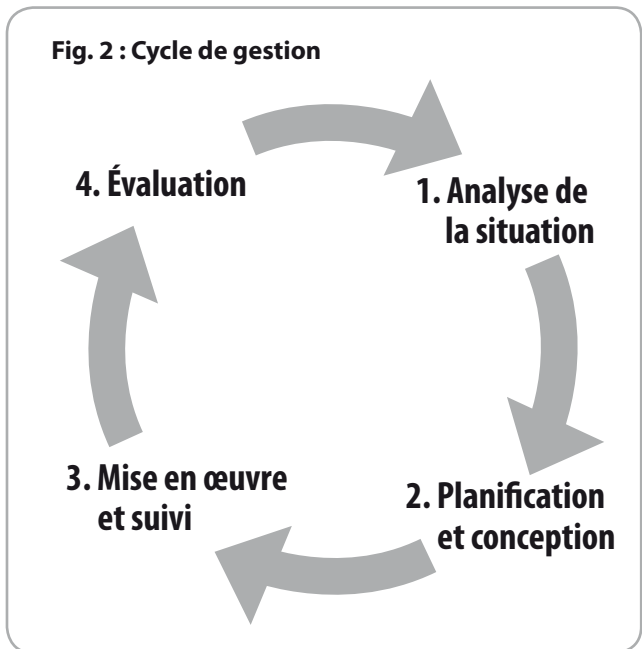 Fig. 2 : Cycle de gestion
1. Analyse de
la situation
2. Planification
et conception
3. Mise en œuvre
et suivi
4. Évaluation